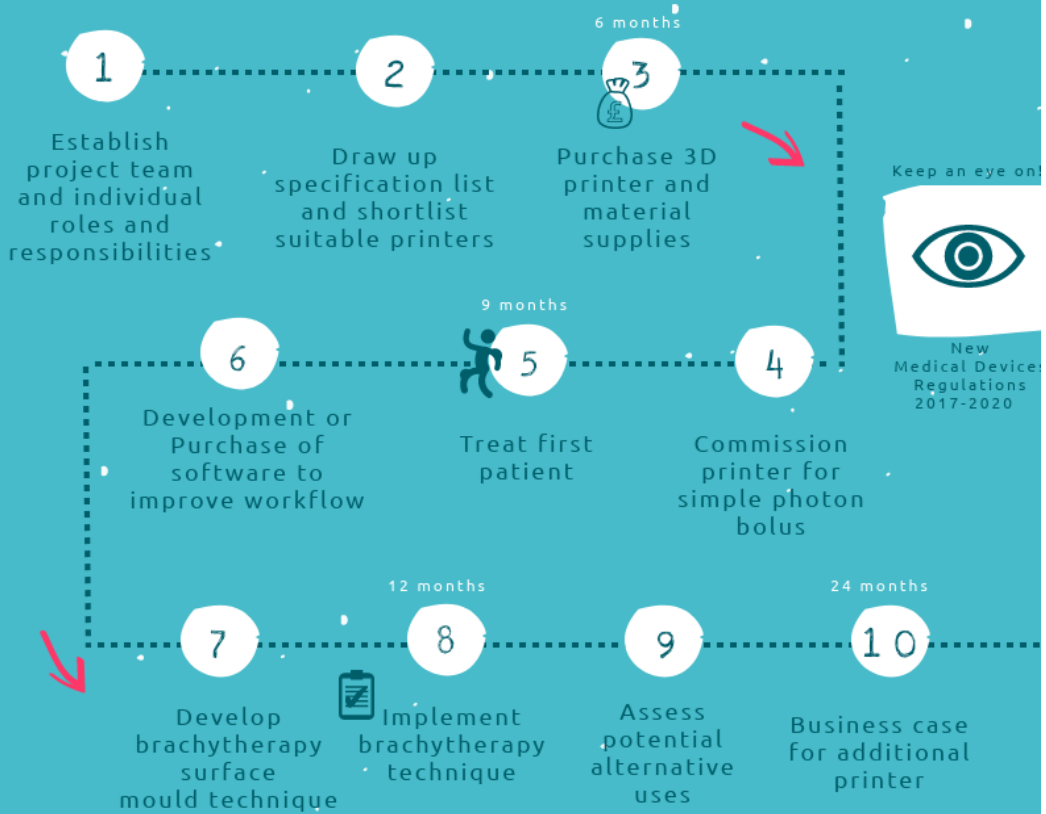 1
Establish
project team
and individual
roles and
responsibilities
2
Draw up
specification list
and shortlist
suitable printers
6 months
3
£
Purchase 3D
printer and
material
supplies
Keep an eye on!
New
Medical Devices
Regulations
2017-2020
4
Commission
printer for
simple photon
bolus
9 months
5
Treat first
patient
6
Development or
Purchase of
software to
improve workflow
7
Develop
brachytherapy
surface
mould technique
12 months
8
Implement
brachytherapy
technique
9
Assess
potential
alternative
uses
24 months
10
Business case
for additional
printer